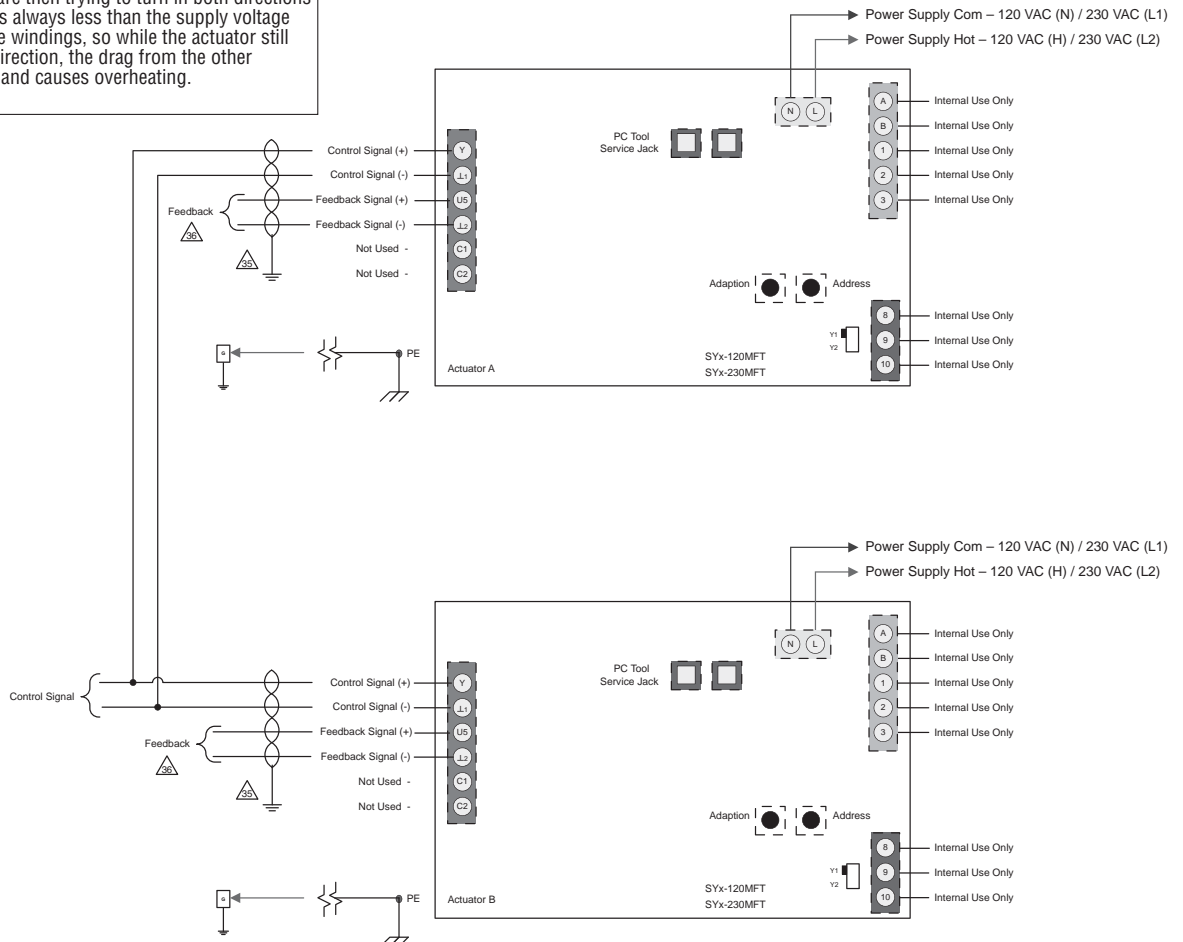 are then trying to turn in both directions
s always less than the supply voltage
e windings, so while the actuator still
irection, the drag from the other
and causes overheating.
Power Supply Com – 120 VAC (N) / 230 VAC (L1)
Power Supply Hot – 120 VAC (H) / 230 VAC (L2)
N L
PC Tool
Service Jack
A Internal Use Only
B Internal Use Only
1 Internal Use Only
2 Internal Use Only
3 Internal Use Only
Control Signal (+) Y
Control Signal (-) ⊥1
Feedback Signal (+) U5
Feedback Signal (-) ⊥2
Not Used - C1
Not Used - C2
Feedback
36
35
Adaption Address
8 Internal Use Only
9 Internal Use Only
10 Internal Use Only
Y1
Y2
G
PE
Actuator A
SYx-120MFT
SYx-230MFT
Power Supply Com – 120 VAC (N) / 230 VAC (L1)
Power Supply Hot – 120 VAC (H) / 230 VAC (L2)
N L
PC Tool
Service Jack
A Internal Use Only
B Internal Use Only
1 Internal Use Only
2 Internal Use Only
3 Internal Use Only
Control Signal
Control Signal (+) Y
Control Signal (-) ⊥1
Feedback Signal (+) U5
Feedback Signal (-) ⊥2
Not Used - C1
Not Used - C2
Feedback
36
35
Adaption Address
8 Internal Use Only
9 Internal Use Only
10 Internal Use Only
Y1
Y2
G
PE
Actuator B
SYx-120MFT
SYx-230MFT